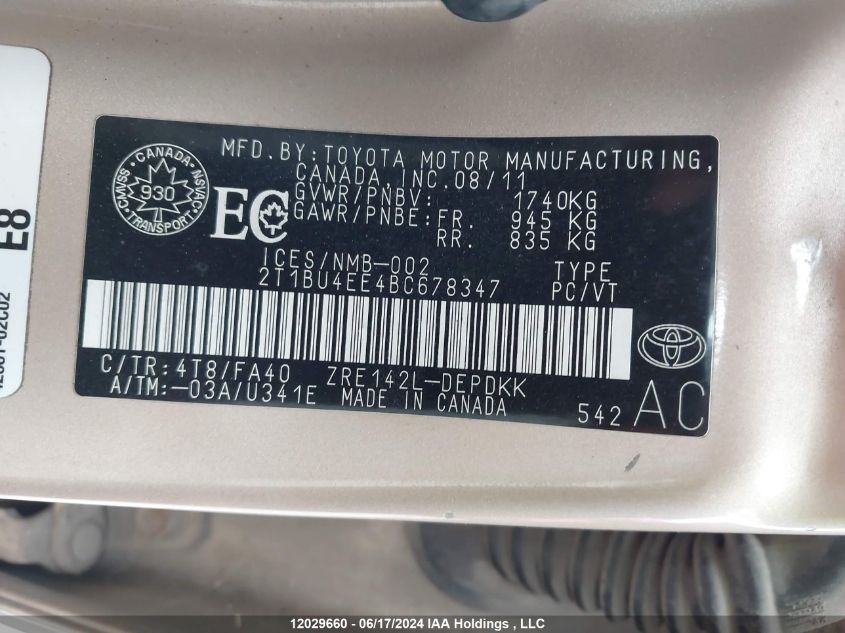 MFD.BY:TOYOTA MOTOR MANUFACTURING,
CANADA, INC.08/11
GVWR/PNBV: 1740KG
GAWR/PNBE:FR. 945 KG
RR. 835 KG
CANADA
CMVSS 930 NSVAC
TRANSPORT
EC
ICES/NMB-002 TYPE
2T1BU4EE4BC678347 PC/VT
C/TR:4T8/FA40 ZRE142L-DEPDKK
A/TM:-03A/U341E MADE IN CANADA
542 AC
E8
12029660 - 06/17/2024 IAA Holdings , LLC